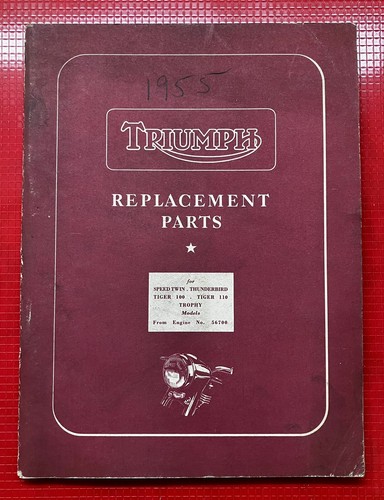 1955
TRIUMPH
REPLACEMENT
PARTS
for
SPEED TWIN . THUNDERBIRD
TIGER 100 . TIGER 110
TROPHY
Models
From Engine No. 56700